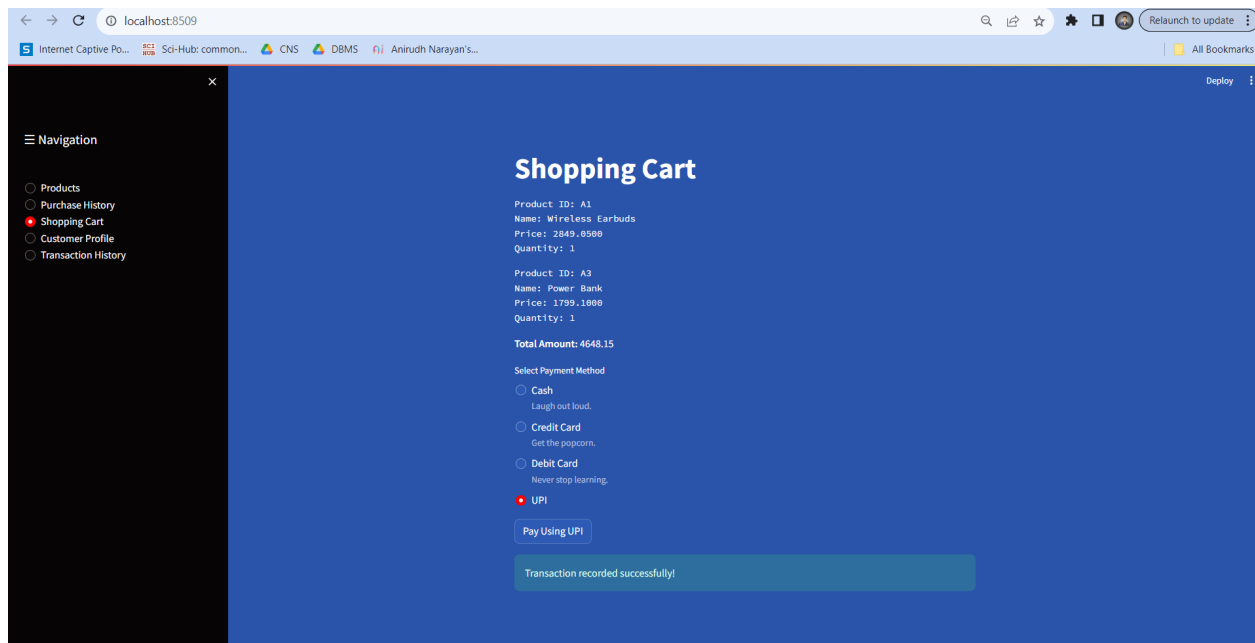 localhost:8509
Relaunch to update
Internet Captive Po...
SCI HUB
Sci-Hub: common...
CNS
DBMS
Anirudh Narayan's...
All Bookmarks
Deploy
Navigation
Products
Purchase History
Shopping Cart
Customer Profile
Transaction History
Shopping Cart
Product ID: A1
Name: Wireless Earbuds
Price: 2849.0500
Quantity: 1
Product ID: A3
Name: Power Bank
Price: 1799.1000
Quantity: 1
Total Amount: 4648.15
Select Payment Method
Cash
Laugh out loud.
Credit Card
Get the popcorn.
Debit Card
Never stop learning.
UPI
Pay Using UPI
Transaction recorded successfully!